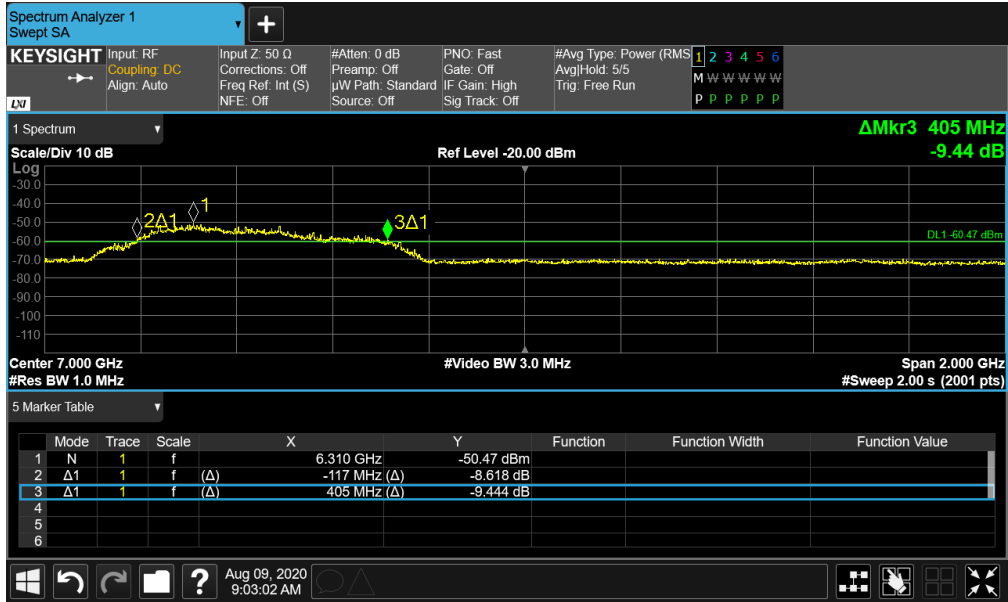 Spectrum Analyzer 1
Swept SA
+
KEYSIGHT
LXI
Input: RF
Coupling: DC
Align: Auto
Input Z: 50 Ω
Corrections: Off
Freq Ref: Int (S)
NFE: Off
#Atten: 0 dB
Preamp: Off
µW Path: Standard
Source: Off
PNO: Fast
Gate: Off
IF Gain: High
Sig Track: Off
#Avg Type: Power (RMS
Avg|Hold: 5/5
Trig: Free Run
1 2 3 4 5 6
M W W W W W
P P P P P P
1 Spectrum
ΔMkr3 405 MHz
Scale/Div 10 dB Ref Level -20.00 dBm -9.44 dB
Log
-30.0
-40.0
-50.0
-60.0
-70.0
-80.0
-90.0
-100
-110
2Δ1
1
3Δ1
DL1 -60.47 dBm
Center 7.000 GHz #Video BW 3.0 MHz Span 2.000 GHz
#Res BW 1.0 MHz #Sweep 2.00 s (2001 pts)
5 Marker Table
Mode Trace Scale X Y Function Function Width Function Value
1 N 1 f 6.310 GHz -50.47 dBm
2 Δ1 1 f (Δ) -117 MHz (Δ) -8.618 dB
3 Δ1 1 f (Δ) 405 MHz (Δ) -9.444 dB
4
5
6
?
Aug 09, 2020
9:03:02 AM